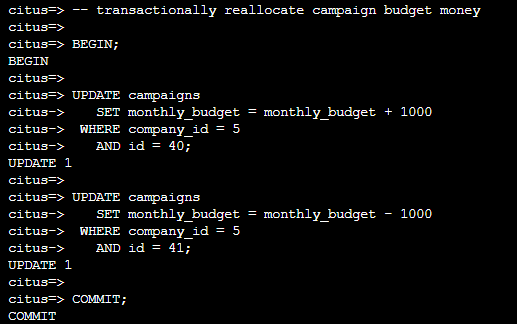 citus=> -- transactionally reallocate campaign budget money
citus=>
citus=> BEGIN;
BEGIN
citus=>
citus=> UPDATE campaigns
citus->    SET monthly_budget = monthly_budget + 1000
citus->  WHERE company_id = 5
citus->    AND id = 40;
UPDATE 1
citus=>
citus=> UPDATE campaigns
citus->    SET monthly_budget = monthly_budget - 1000
citus->  WHERE company_id = 5
citus->    AND id = 41;
UPDATE 1
citus=>
citus=> COMMIT;
COMMIT